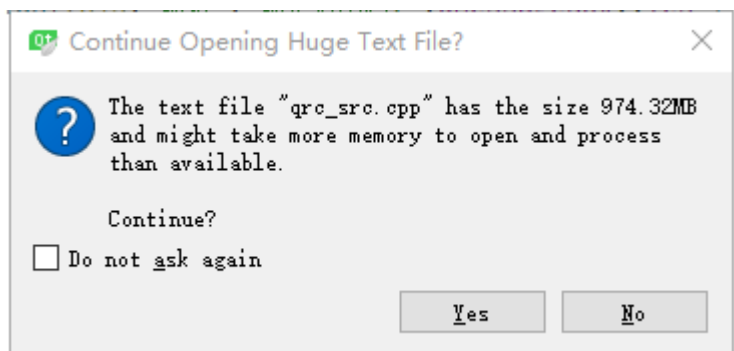 Continue Opening Huge Text File?
The text file "qrc_src.cpp" has the size 974.32MB
and might take more memory to open and process
than available.
Continue?
Do not ask again
Yes
No